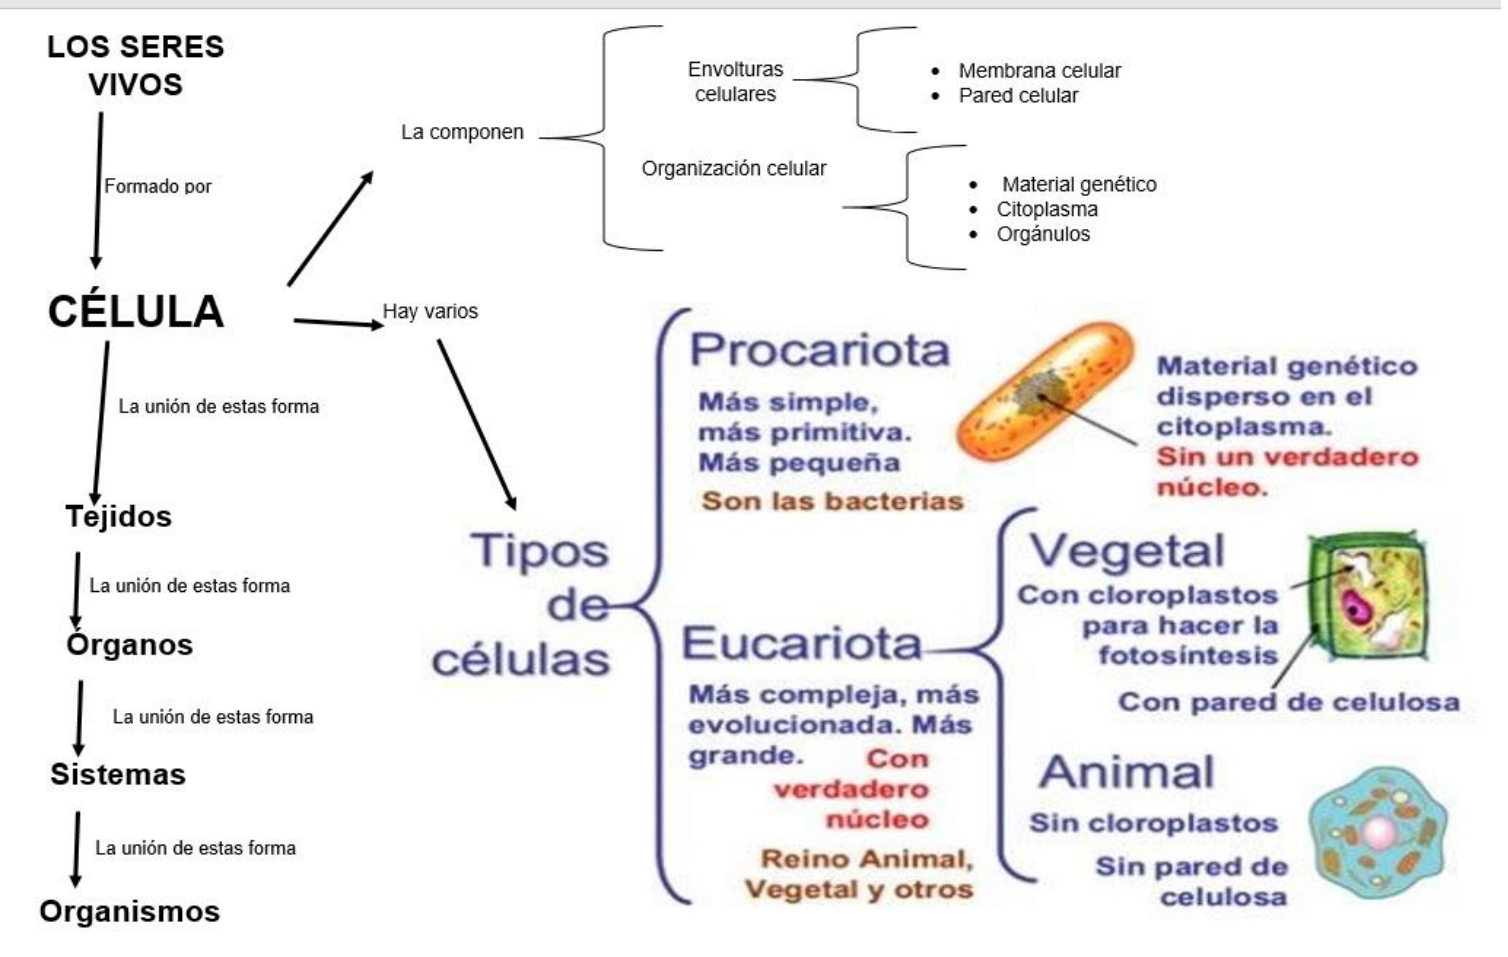 LOS SERES
VIVOS
Formado por
CÉLULA
La componen
Envolturas
celulares
• Membrana celular
• Pared celular
Organización celular
• Material genético
• Citoplasma
• Orgánulos
Hay varios
La unión de estas forma
Tejidos
La unión de estas forma
Órganos
La unión de estas forma
Sistemas
La unión de estas forma
Organismos
Tipos
de
células
Procariota
Más simple,
más primitiva.
Más pequeña
Son las bacterias
Material genético
disperso en el
citoplasma.
Sin un verdadero
núcleo.
Eucariota
Más compleja, más
evolucionada. Más
grande. Con
verdadero
núcleo
Reino Animal,
Vegetal y otros
Vegetal
Con cloroplastos
para hacer la
fotosíntesis
Con pared de celulosa
Animal
Sin cloroplastos
Sin pared de
celulosa